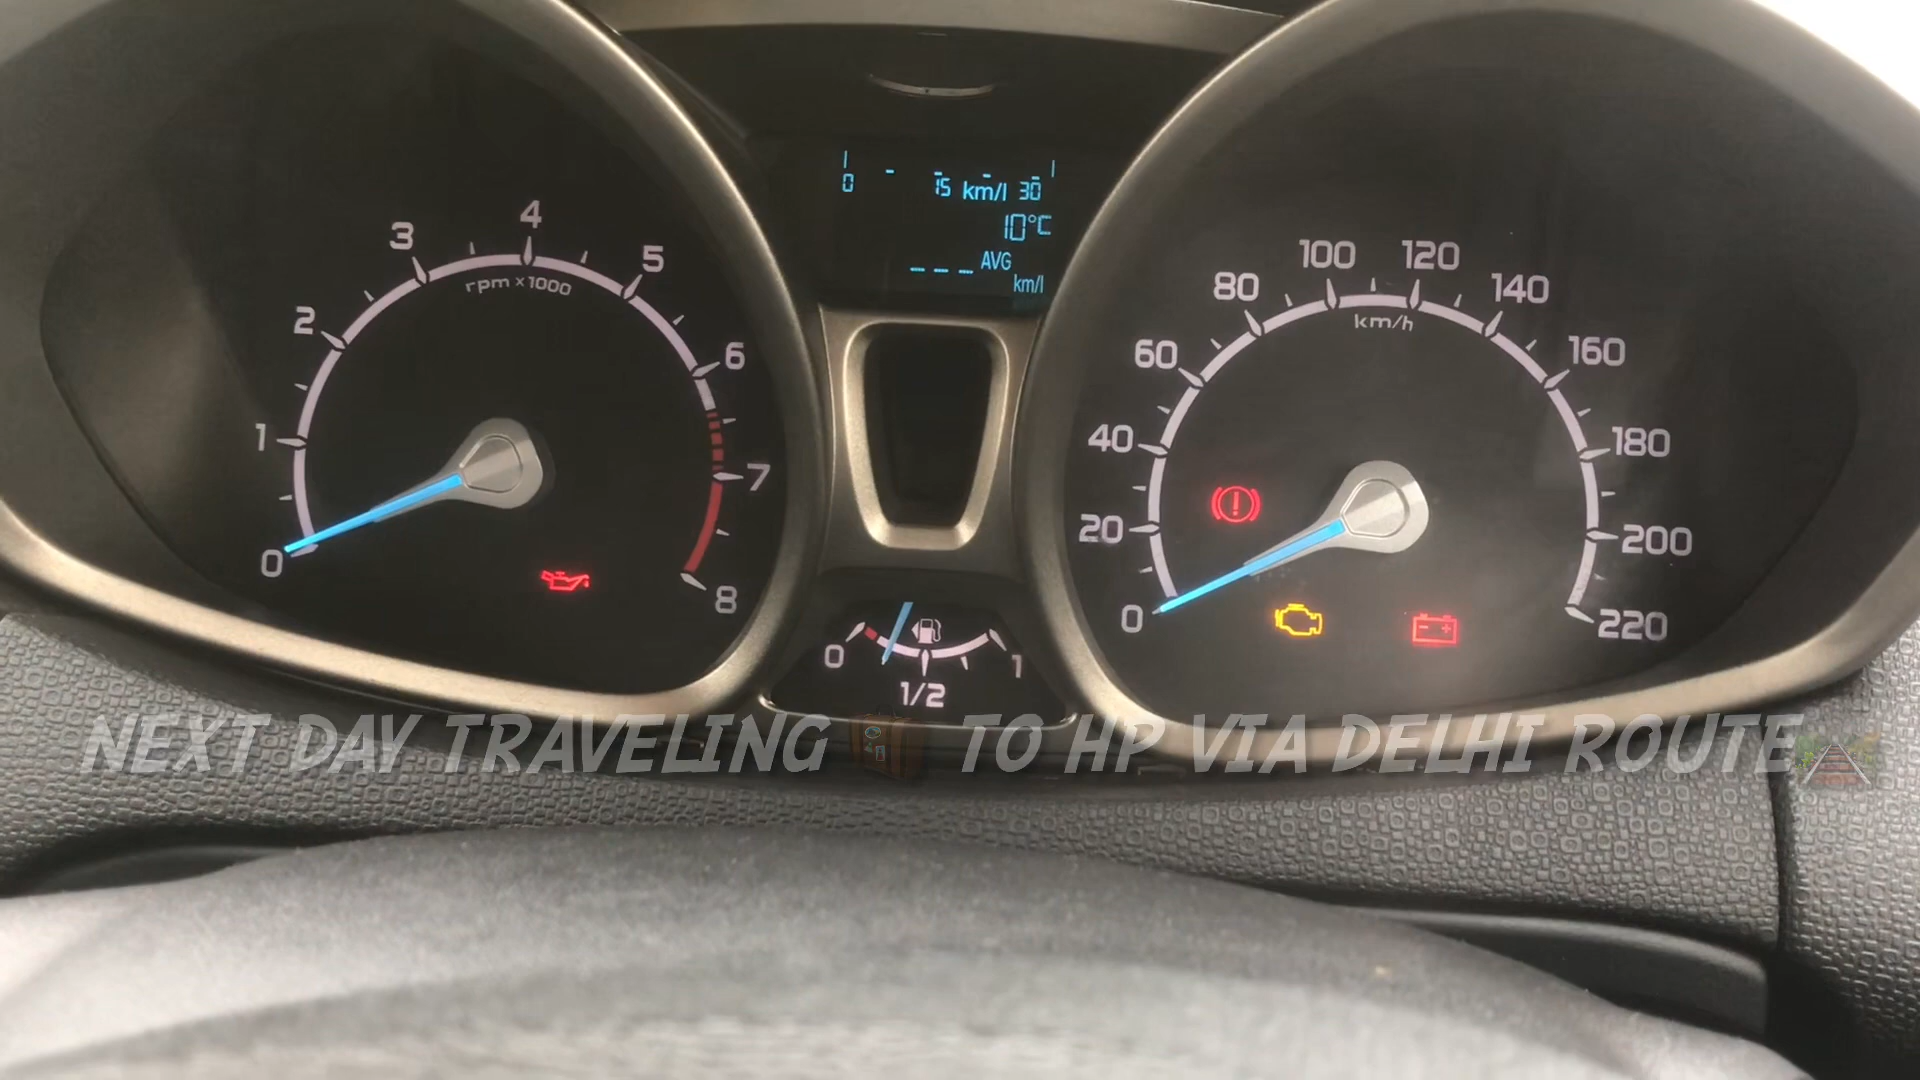 0 15 km/l 30
10°C
--- AVG
km/l
0 1 2 3 4 5 6 7 8
rpm x 1000
0 20 40 60 80 100 120 140 160 180 200 220
km/h
0 1/2 1
NEXT DAY TRAVELING TO HP VIA DELHI ROUTE